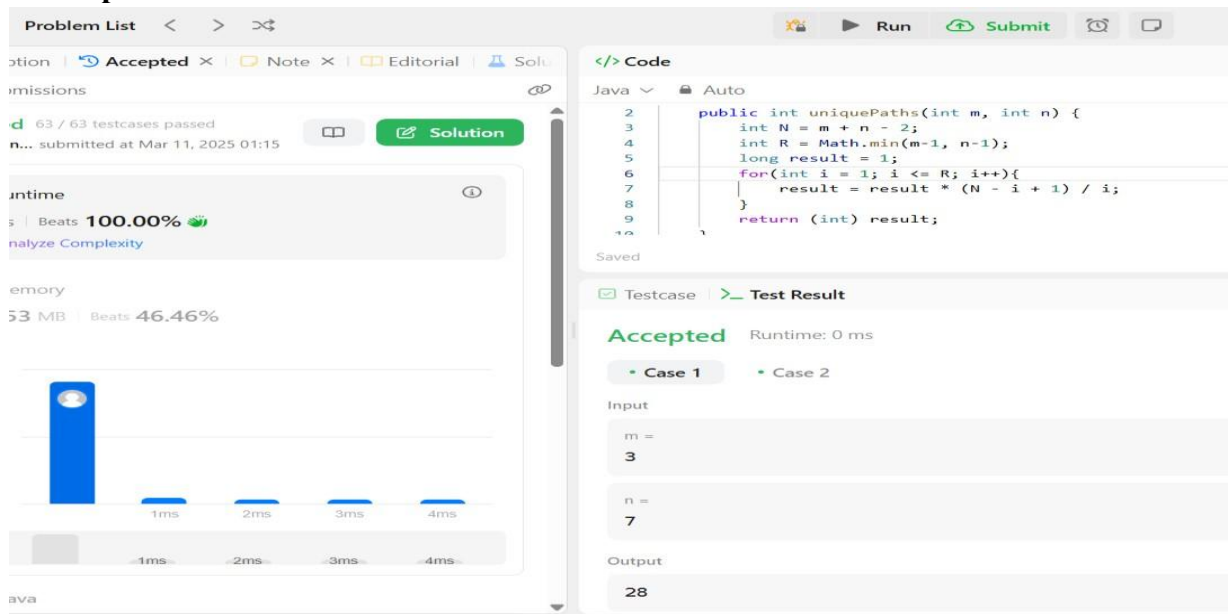 Problem List
Run
Submit
Accepted
Note
Editorial
63 / 63 testcases passed
submitted at Mar 11, 2025 01:15
Solution
Beats 100.00%
Complexity
MB Beats 46.46%
1ms 2ms 3ms 4ms
1ms 2ms 3ms 4ms
</> Code
Java Auto
2 public int uniquePaths(int m, int n) {
3 int N = m + n - 2;
4 int R = Math.min(m-1, n-1);
5 long result = 1;
6 for(int i = 1; i <= R; i++){
7 result = result * (N - i + 1) / i;
8 }
9 return (int) result;
Saved
Testcase >_ Test Result
Accepted Runtime: 0 ms
• Case 1 • Case 2
Input
m =
3
n =
7
Output
28